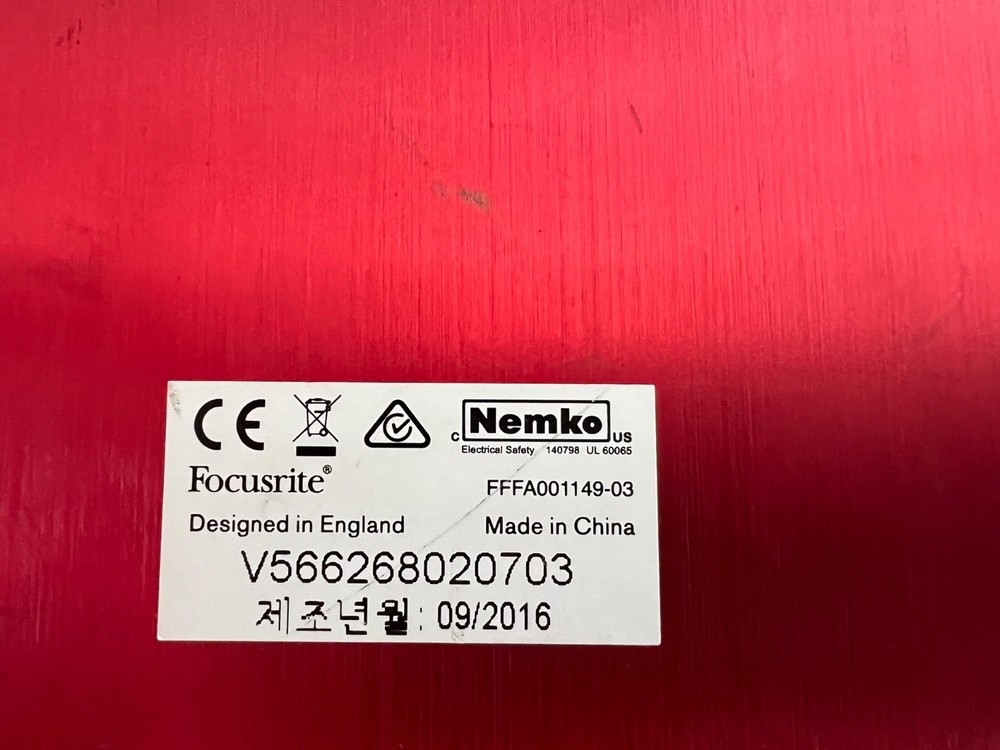 CE
c Nemko US
Electrical Safety 140798 UL 60065
Focusrite®
FFFA001149-03
Designed in England Made in China
V566268020703
제조년월: 09/2016